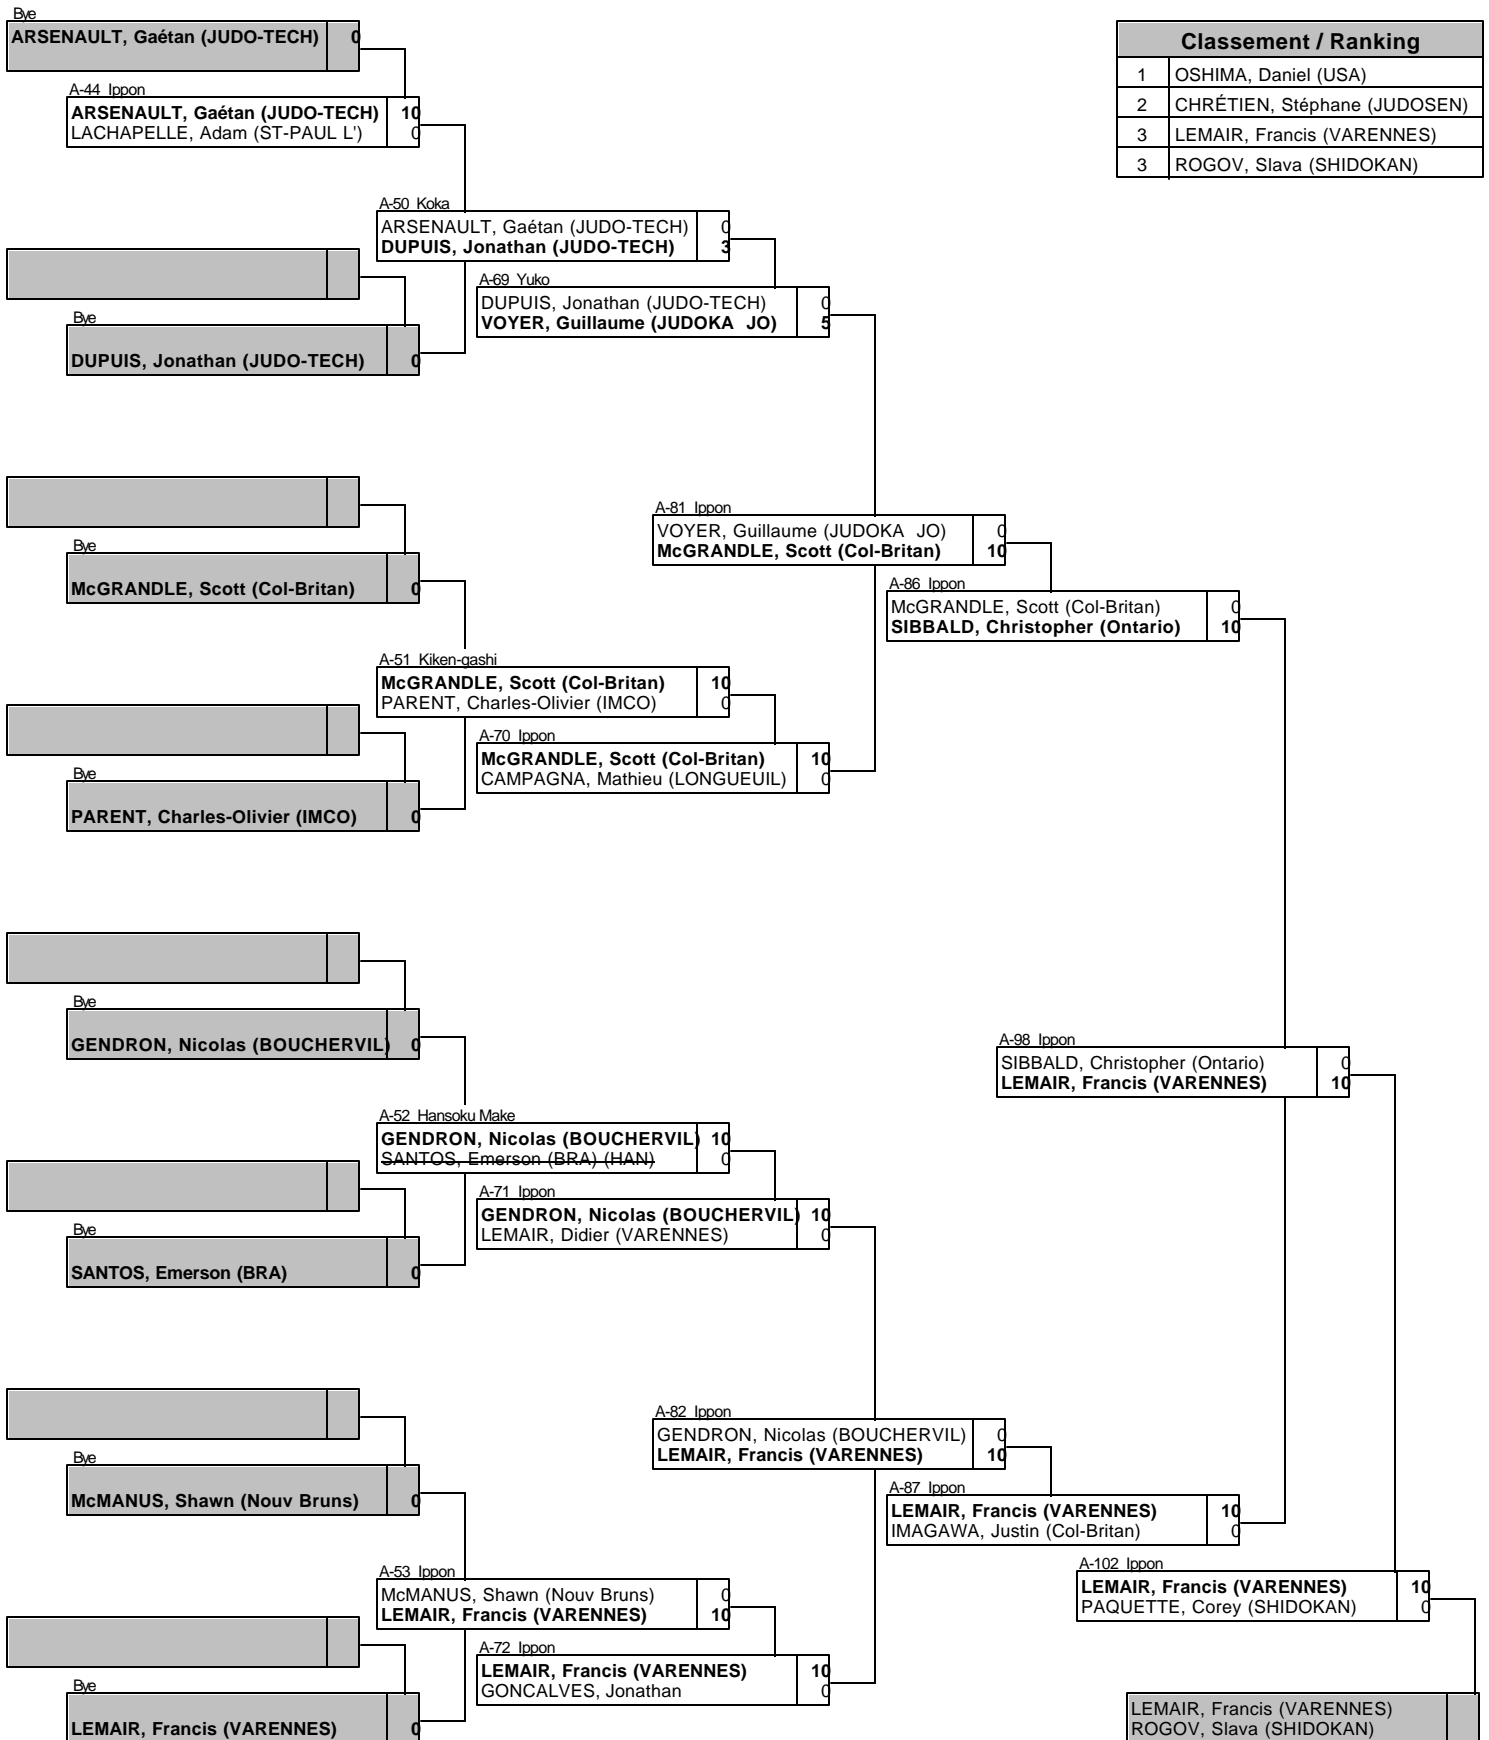 Bye
ARSENAULT, Gaétan (JUDO-TECH) 0
Classement / Ranking
1 OSHIMA, Daniel (USA)
2 CHRÉTIEN, Stéphane (JUDOSEN)
3 LEMAIR, Francis (VARENNES)
3 ROGOV, Slava (SHIDOKAN)
A-44 Ippon
ARSENAULT, Gaétan (JUDO-TECH) 10
LACHAPELLE, Adam (ST-PAUL L') 0
A-50 Koka
ARSENAULT, Gaétan (JUDO-TECH) 0
DUPUIS, Jonathan (JUDO-TECH) 3
A-69 Yuko
DUPUIS, Jonathan (JUDO-TECH) 0
VOYER, Guillaume (JUDOKA JO) 5
Bye
DUPUIS, Jonathan (JUDO-TECH) 0
A-81 Ippon
VOYER, Guillaume (JUDOKA JO) 0
McGRANDLE, Scott (Col-Britan) 10
Bye
McGRANDLE, Scott (Col-Britan) 0
A-86 Ippon
McGRANDLE, Scott (Col-Britan) 0
SIBBALD, Christopher (Ontario) 10
A-51 Kiken-gashi
McGRANDLE, Scott (Col-Britan) 10
PARENT, Charles-Olivier (IMCO) 0
A-70 Ippon
McGRANDLE, Scott (Col-Britan) 10
CAMPAGNA, Mathieu (LONGUEUIL) 0
Bye
PARENT, Charles-Olivier (IMCO) 0
Bye
GENDRON, Nicolas (BOUCHERVIL) 0
A-98 Ippon
SIBBALD, Christopher (Ontario) 0
LEMAIR, Francis (VARENNES) 10
A-52 Hansoku Make
GENDRON, Nicolas (BOUCHERVIL) 10
SANTOS, Emerson (BRA) (HAN) 0
A-71 Ippon
GENDRON, Nicolas (BOUCHERVIL) 10
LEMAIR, Didier (VARENNES) 0
Bye
SANTOS, Emerson (BRA) 0
A-82 Ippon
GENDRON, Nicolas (BOUCHERVIL) 0
LEMAIR, Francis (VARENNES) 10
Bye
McMANUS, Shawn (Nouv Bruns) 0
A-87 Ippon
LEMAIR, Francis (VARENNES) 10
IMAGAWA, Justin (Col-Britan) 0
A-53 Ippon
McMANUS, Shawn (Nouv Bruns) 0
LEMAIR, Francis (VARENNES) 10
A-102 Ippon
LEMAIR, Francis (VARENNES) 10
PAQUETTE, Corey (SHIDOKAN) 0
A-72 Ippon
LEMAIR, Francis (VARENNES) 10
GONCALVES, Jonathan 0
Bye
LEMAIR, Francis (VARENNES) 0
LEMAIR, Francis (VARENNES)
ROGOV, Slava (SHIDOKAN)